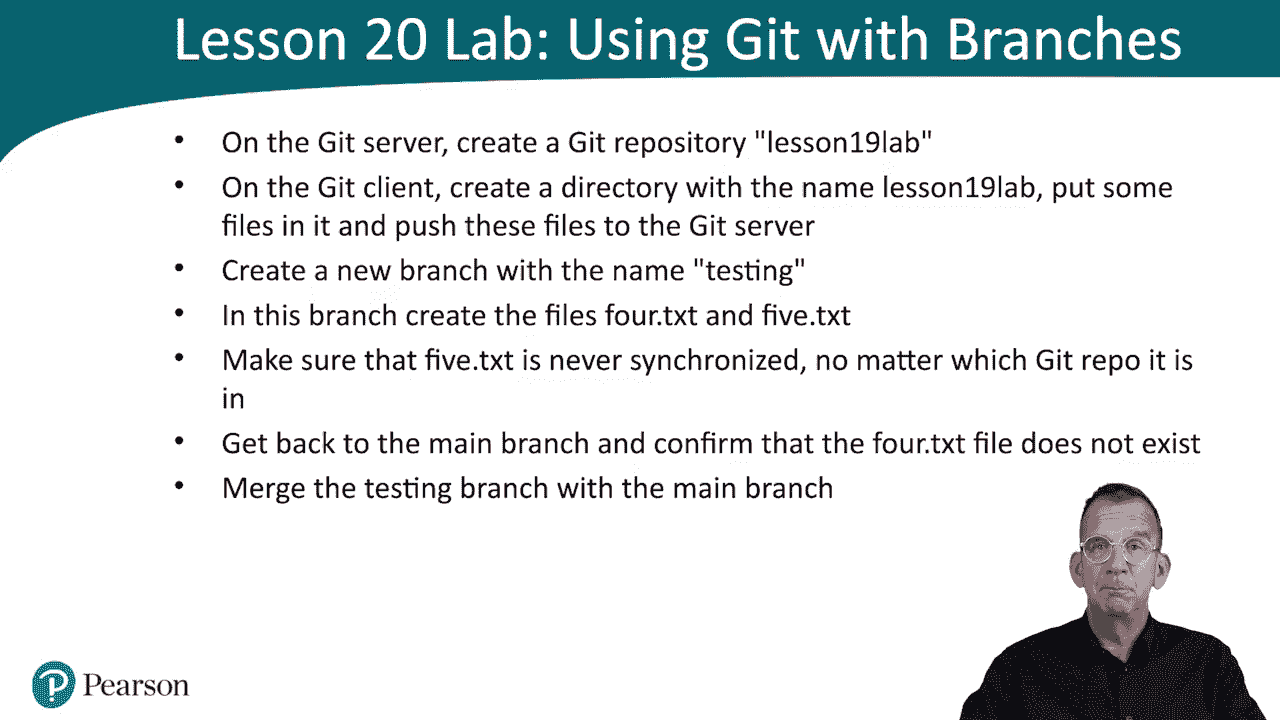 Lesson 20 Lab: Using Git with Branches
• On the Git server, create a Git repository "lesson19lab"
• On the Git client, create a directory with the name lesson19lab, put some
files in it and push these files to the Git server
• Create a new branch with the name "testing"
• In this branch create the files four.txt and five.txt
• Make sure that five.txt is never synchronized, no matter which Git repo it is
in
• Get back to the main branch and confirm that the four.txt file does not exist
• Merge the testing branch with the main branch
Pearson